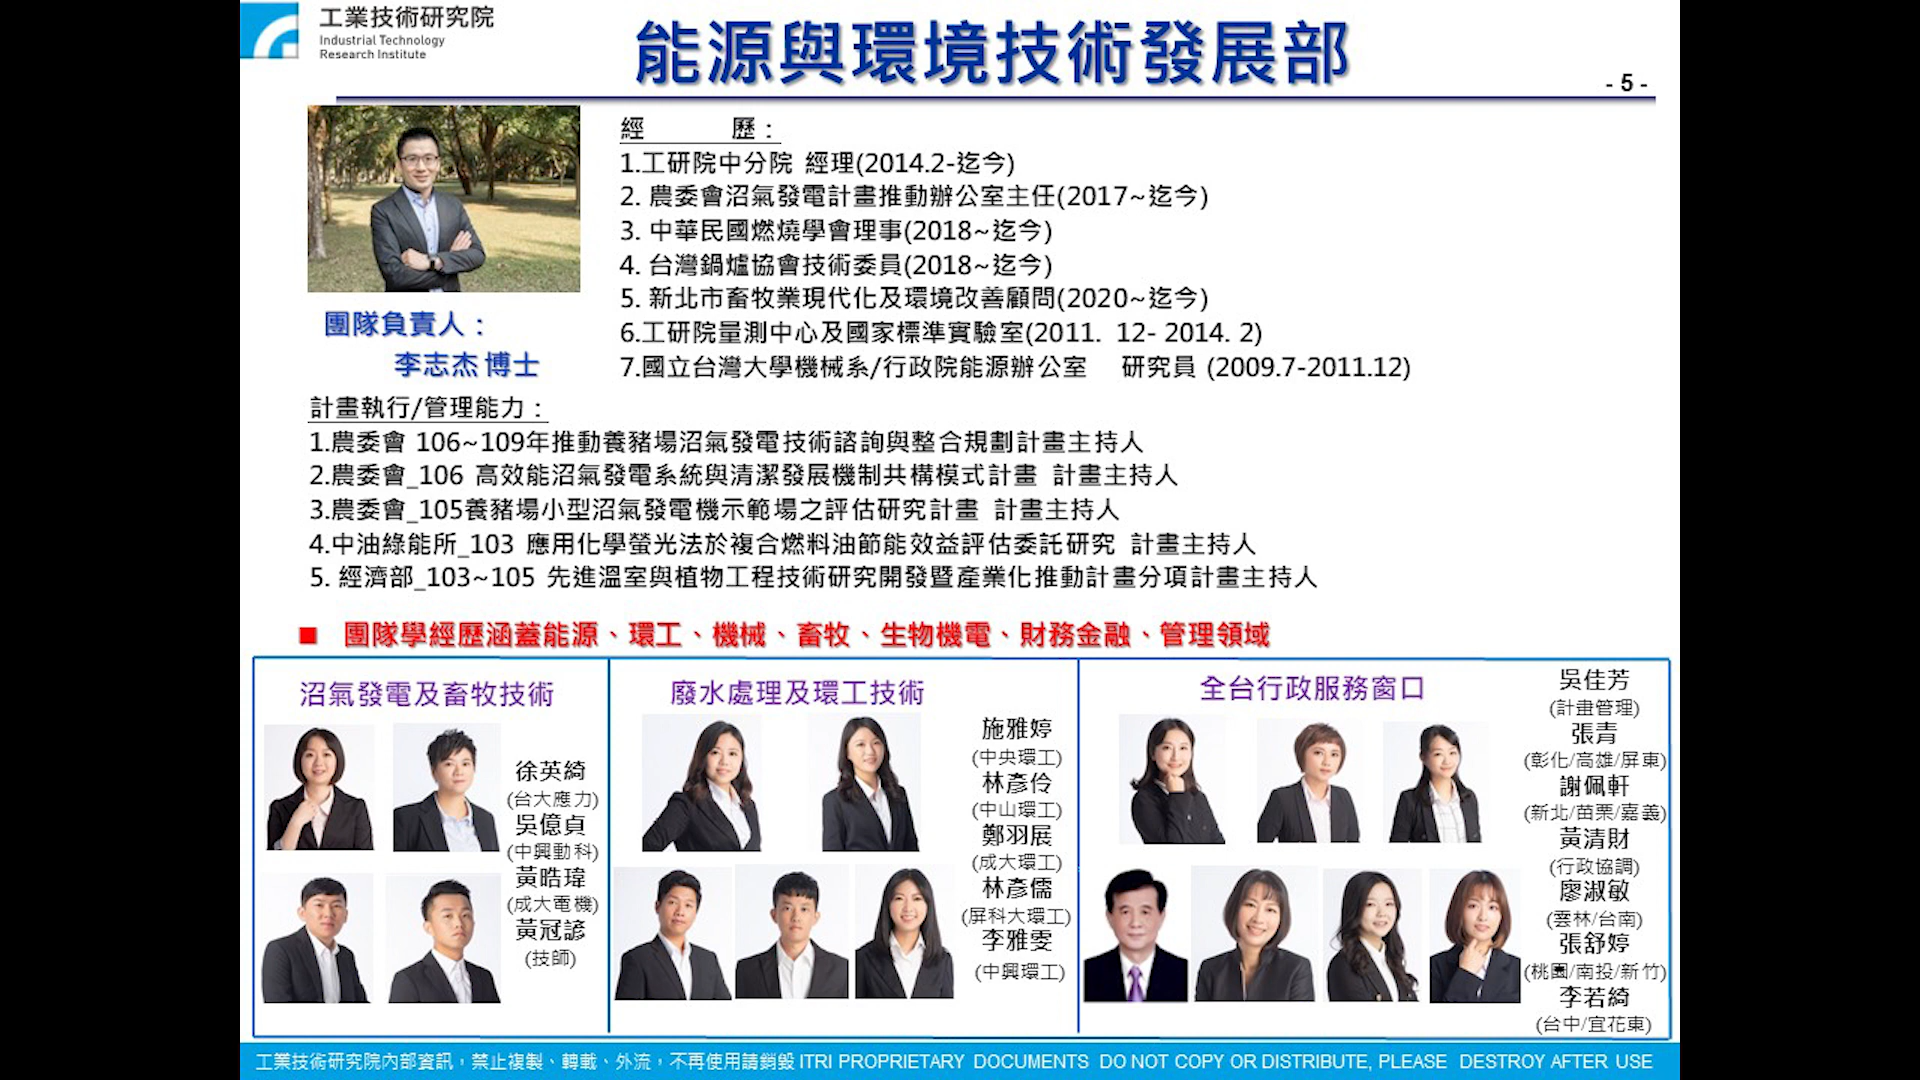 工業技術研究院
Industrial Technology
Research Institute
能源與環境技術發展部
- 5 -
經 歷：
1.工研院中分院 經理(2014.2-迄今)
2. 農委會沼氣發電計畫推動辦公室主任(2017~迄今)
3. 中華民國燃燒學會理事(2018~迄今)
4. 台灣鍋爐協會技術委員(2018~迄今)
5. 新北市畜牧業現代化及環境改善顧問(2020~迄今)
6.工研院量測中心及國家標準實驗室(2011. 12- 2014. 2)
7.國立台灣大學機械系/行政院能源辦公室 研究員 (2009.7-2011.12)
團隊負責人：
李志杰 博士
計畫執行/管理能力：
1.農委會 106~109年推動養豬場沼氣發電技術諮詢與整合規劃計畫主持人
2.農委會_106 高效能沼氣發電系統與清潔發展機制共構模式計畫 計畫主持人
3.農委會_105養豬場小型沼氣發電機示範場之評估研究計畫 計畫主持人
4.中油綠能所_103 應用化學螢光法於複合燃料油節能效益評估委託研究 計畫主持人
5. 經濟部_103~105 先進溫室與植物工程技術研究開發暨產業化推動計畫分項計畫主持人
■ 團隊學經歷涵蓋能源、環工、機械、畜牧、生物機電、財務金融、管理領域
沼氣發電及畜牧技術
徐英綺
(台大應力)
吳億貞
(中興動科)
黃晧瑋
(成大電機)
黃冠諺
(技師)
廢水處理及環工技術
施雅婷
(中央環工)
林彥伶
(中山環工)
鄭羽展
(成大環工)
林彥儒
(屏科大環工)
李雅雯
(中興環工)
全台行政服務窗口
吳佳芳
(計畫管理)
張青
(彰化/高雄/屏東)
謝佩軒
(新北/苗栗/嘉義)
黃清財
(行政協調)
廖淑敏
(雲林/台南)
張舒婷
(桃園/南投/新竹)
李若綺
(台中/宜花東)
工業技術研究院內部資訊，禁止複製、轉載、外流，不再使用請銷毀 ITRI PROPRIETARY DOCUMENTS DO NOT COPY OR DISTRIBUTE, PLEASE DESTROY AFTER USE